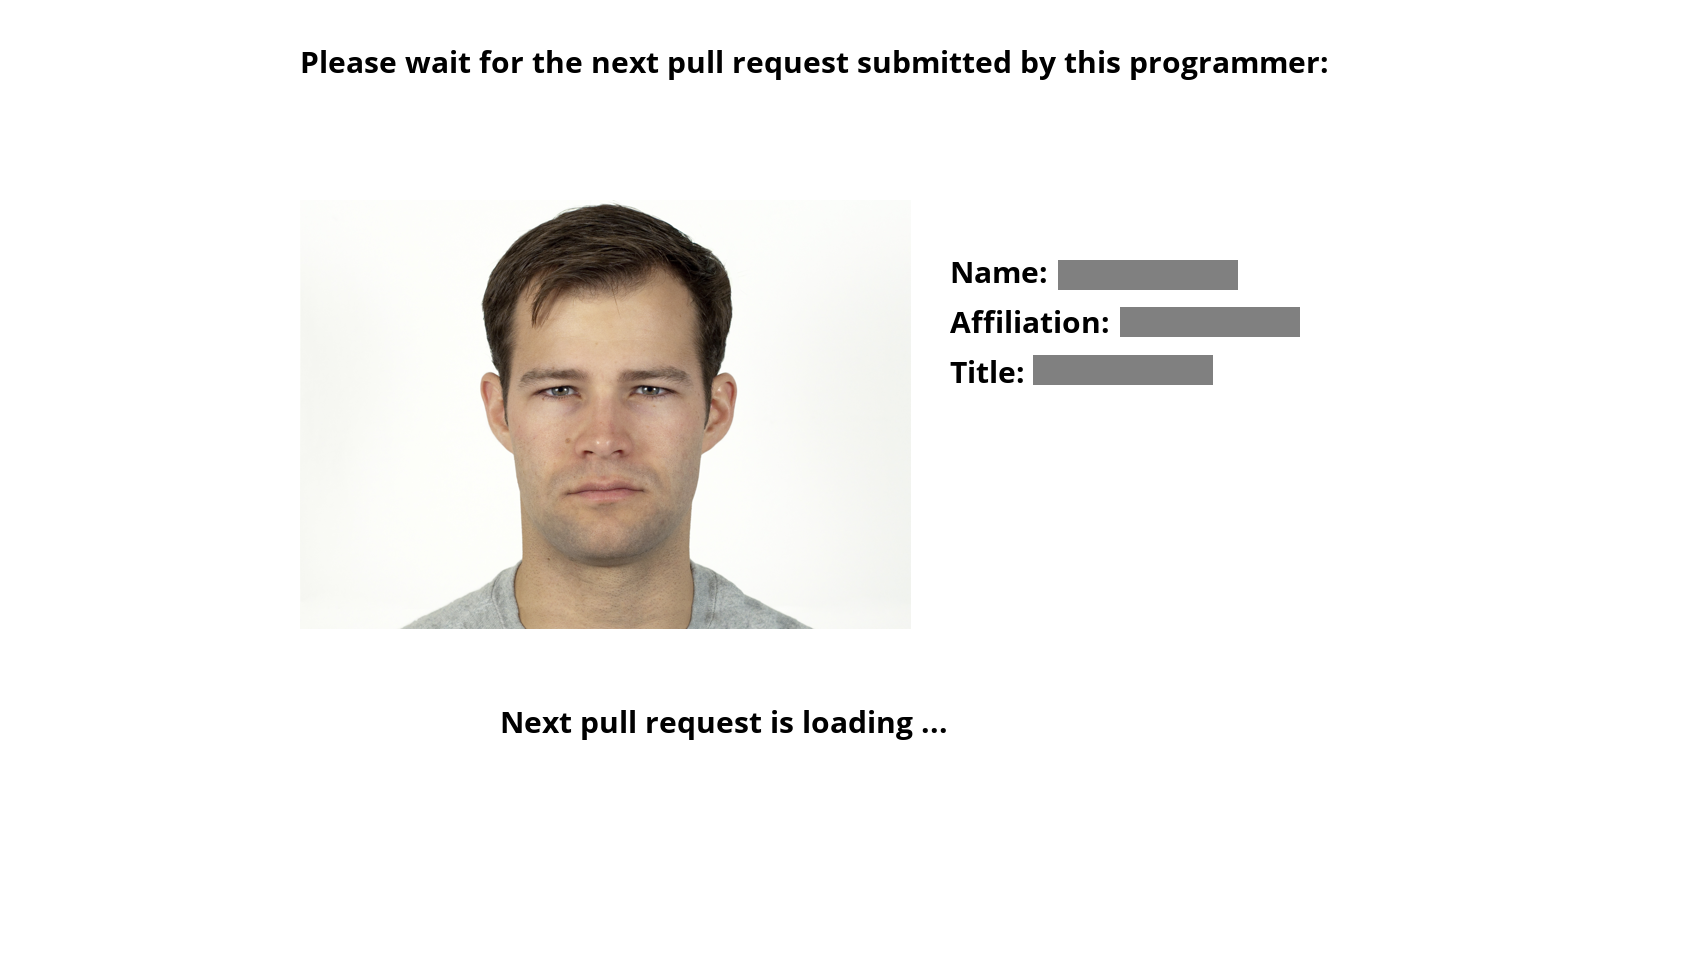 Please wait for the next pull request submitted by this programmer:
Name:
Affiliation:
Title:
Next pull request is loading ...